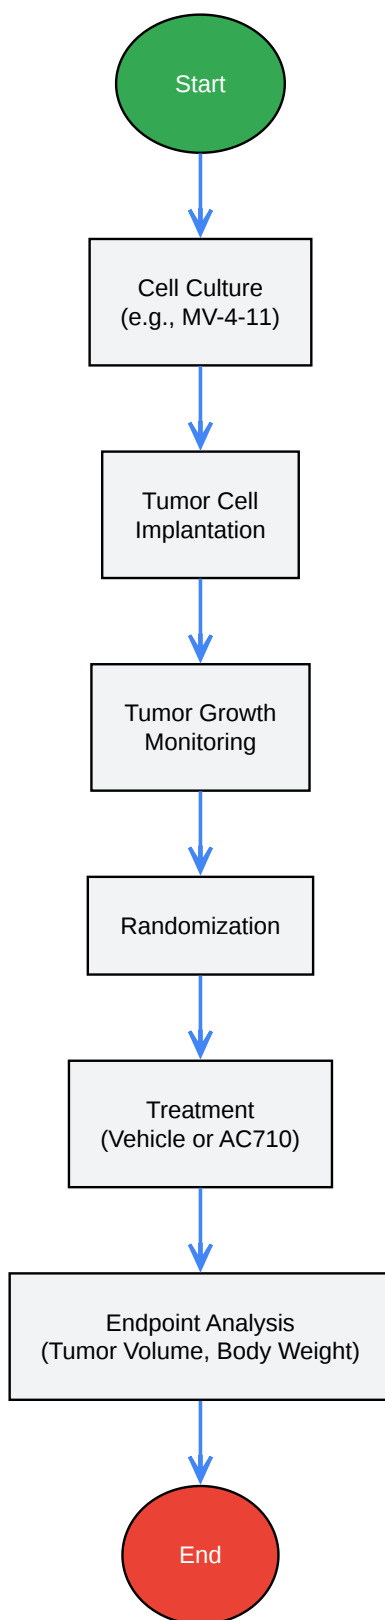 Start
Cell Culture
(e.g., MV-4-11)
Tumor Cell
Implantation
Tumor Growth
Monitoring
Randomization
Treatment
(Vehicle or AC710)
Endpoint Analysis
(Tumor Volume, Body Weight)
End